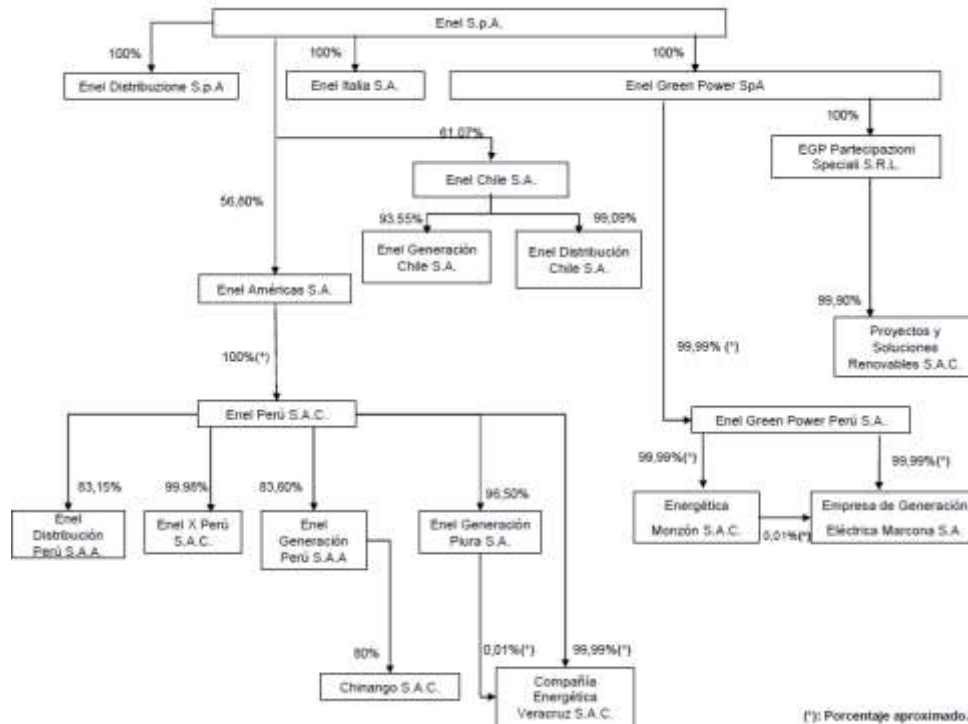 Enel S.p.A.
100%
100%
100%
Enel Distribuzione S.p.A
Enel Italia S.A.
Enel Green Power SpA
100%
61,07%
EGP Partecipazioni
Speciali S.R.L.
Enel Chile S.A.
56,80%
93,55%
99,09%
Enel Generación
Chile S.A.
Enel Distribución
Chile S.A.
Enel Américas S.A.
99,90%
Proyectos y
Soluciones
Renovables S.A.C.
100%(*)
99,99% (*)
Enel Perú S.A.C.
Enel Green Power Perú S.A.
99,99%(*)
99,99%(*)
83,15%
99,98%
83,60%
96,50%
Enel
Distribución
Perú S.A.A.
Enel X Perú
S.A.C.
Enel
Generación
Perú S.A.A
Enel Generación
Piura S.A.
Energética
Monzón S.A.C.
0,01%(*)
Empresa de Generación
Eléctrica Marcona S.A.
80%
0,01%(*)
99,99%(*)
Chinango S.A.C.
Compañía
Energética
Veracruz S.A.C.
(*): Porcentaje aproximado.